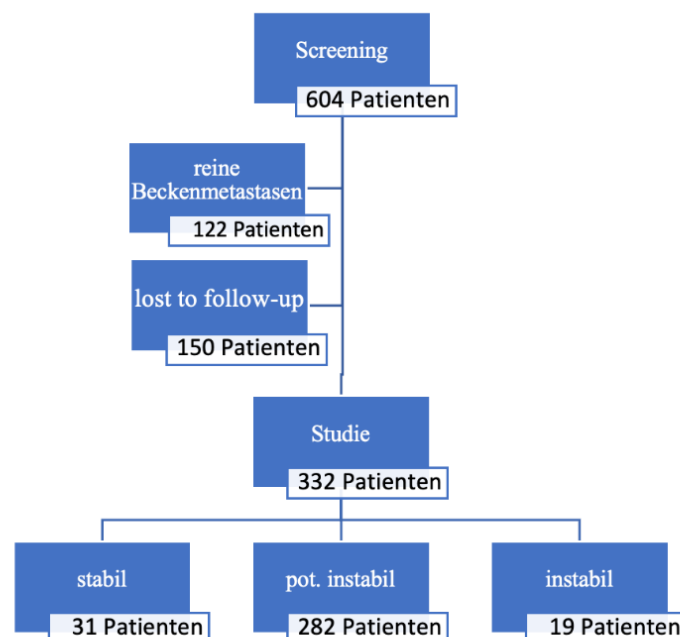 Screening
604 Patienten
reine
Beckenmetastasen
122 Patienten
lost to follow-up
150 Patienten
Studie
332 Patienten
stabil
31 Patienten
pot. instabil
282 Patienten
instabil
19 Patienten